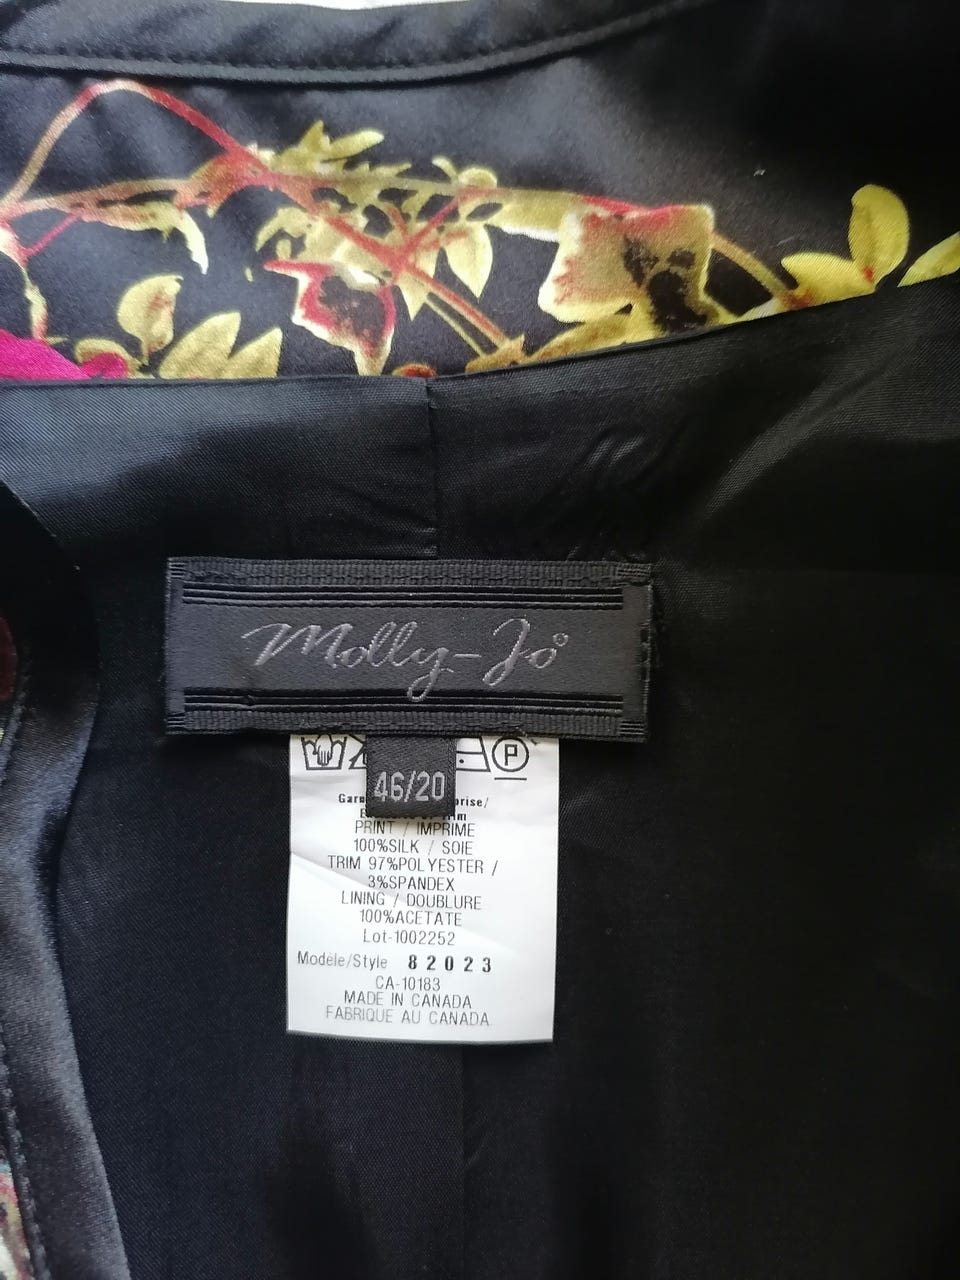 Molly-Jo
P
46/20
PRINT / IMPRIME
100%SILK / SOIE
TRIM 97%POLYESTER /
3%SPANDEX
LINING / DOUBLURE
100%ACETATE
Lot-1002252
Modèle/Style 82023
CA-10183
MADE IN CANADA
FABRIQUE AU CANADA